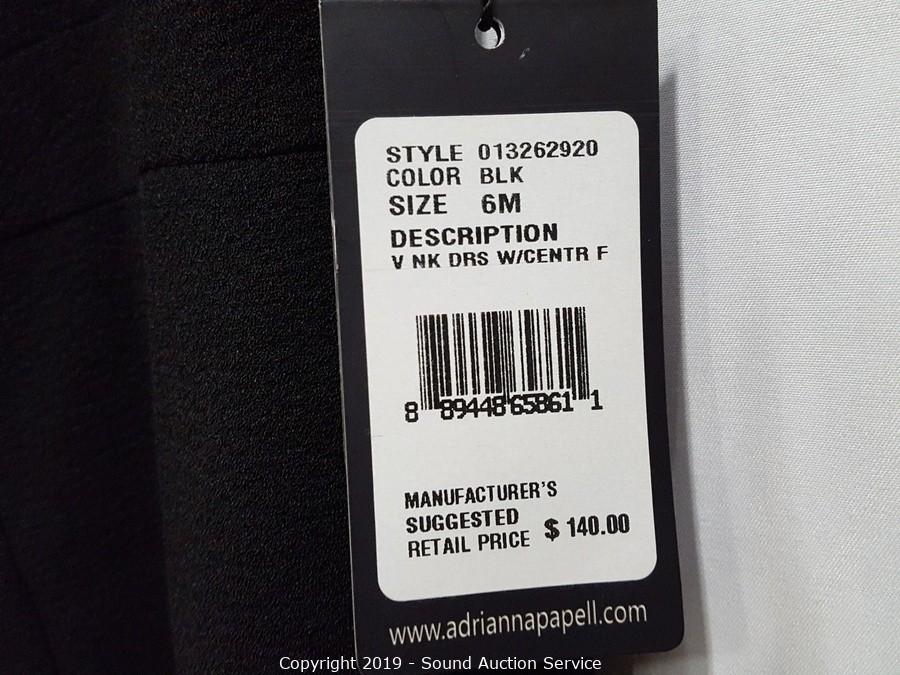 STYLE 013262920
COLOR BLK
SIZE 6M
DESCRIPTION
V NK DRS W/CENTR F
8 89448 65861 1
MANUFACTURER'S
SUGGESTED
RETAIL PRICE $ 140.00
www.adriannapapell.com
Copyright 2019 - Sound Auction Service